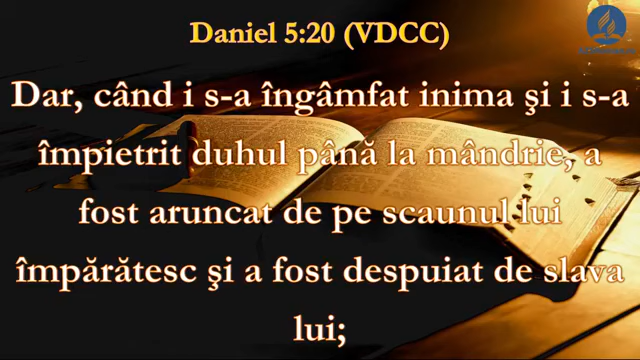 Daniel 5:20 (VDCC)
Dar, când i s-a îngâmfat inima şi i s-a
împietrit duhul până la mândrie, a
fost aruncat de pe scaunul lui
împărătesc şi a fost despuiat de slava
lui;